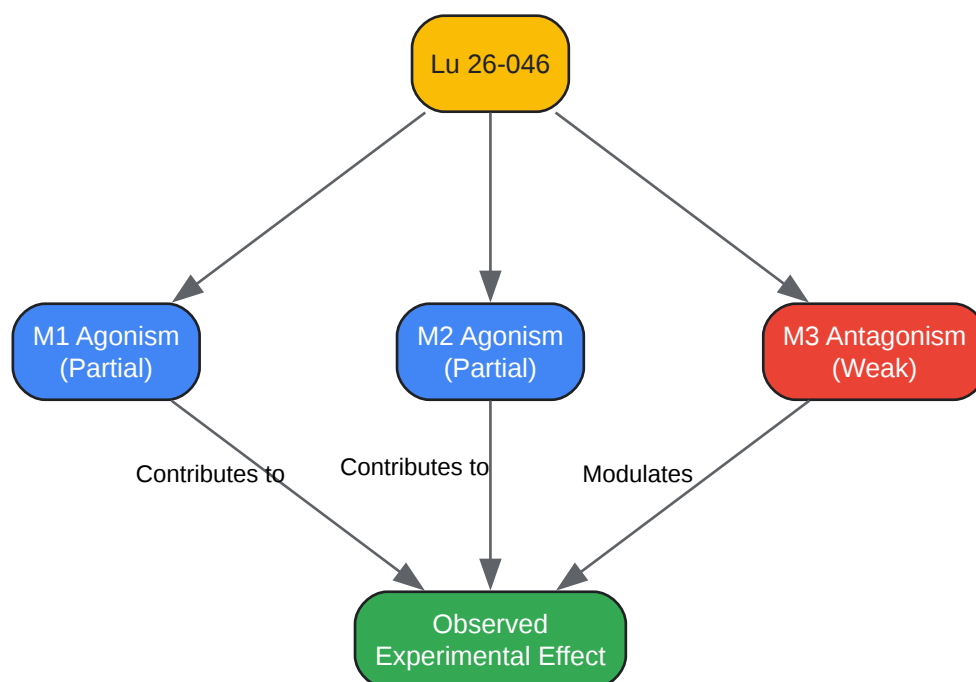 Lu 26-046
M1 Agonism
(Partial)
M2 Agonism
(Partial)
M3 Antagonism
(Weak)
Contributes to
Contributes to
Modulates
Observed
Experimental Effect